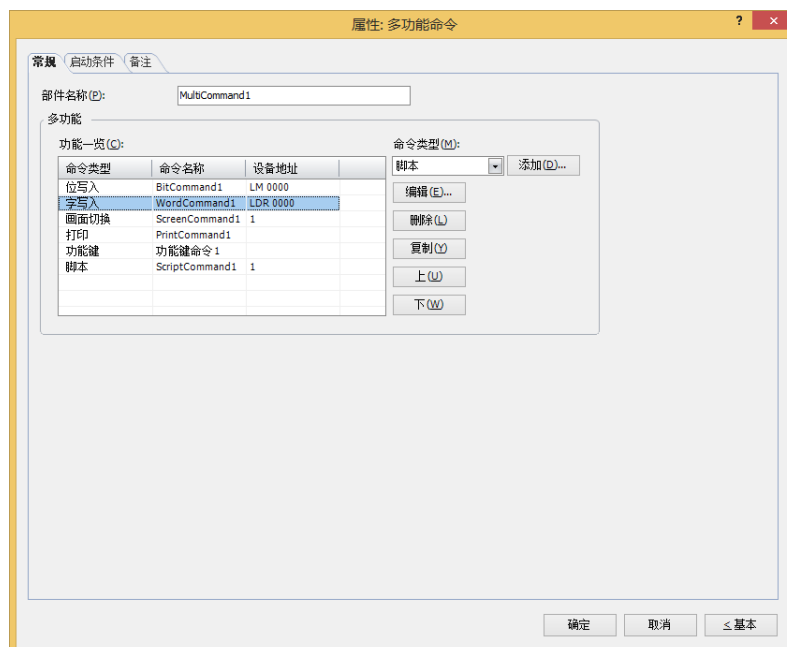 属性: 多功能命令
? ×
常规 启动条件 备注
部件名称(P): MultiCommand1
多功能
功能一览(C): 命令类型(M):
命令类型 命令名称 设备地址 脚本 添加(D)...
位写入 BitCommand1 LM 0000 编辑(E)...
字写入 WordCommand1 LDR 0000
画面切换 ScreenCommand1 1 删除(L)
打印 PrintCommand1
功能键 功能键命令1 复制(Y)
脚本 ScriptCommand1 1
上(U)
下(W)
确定 取消 <基本